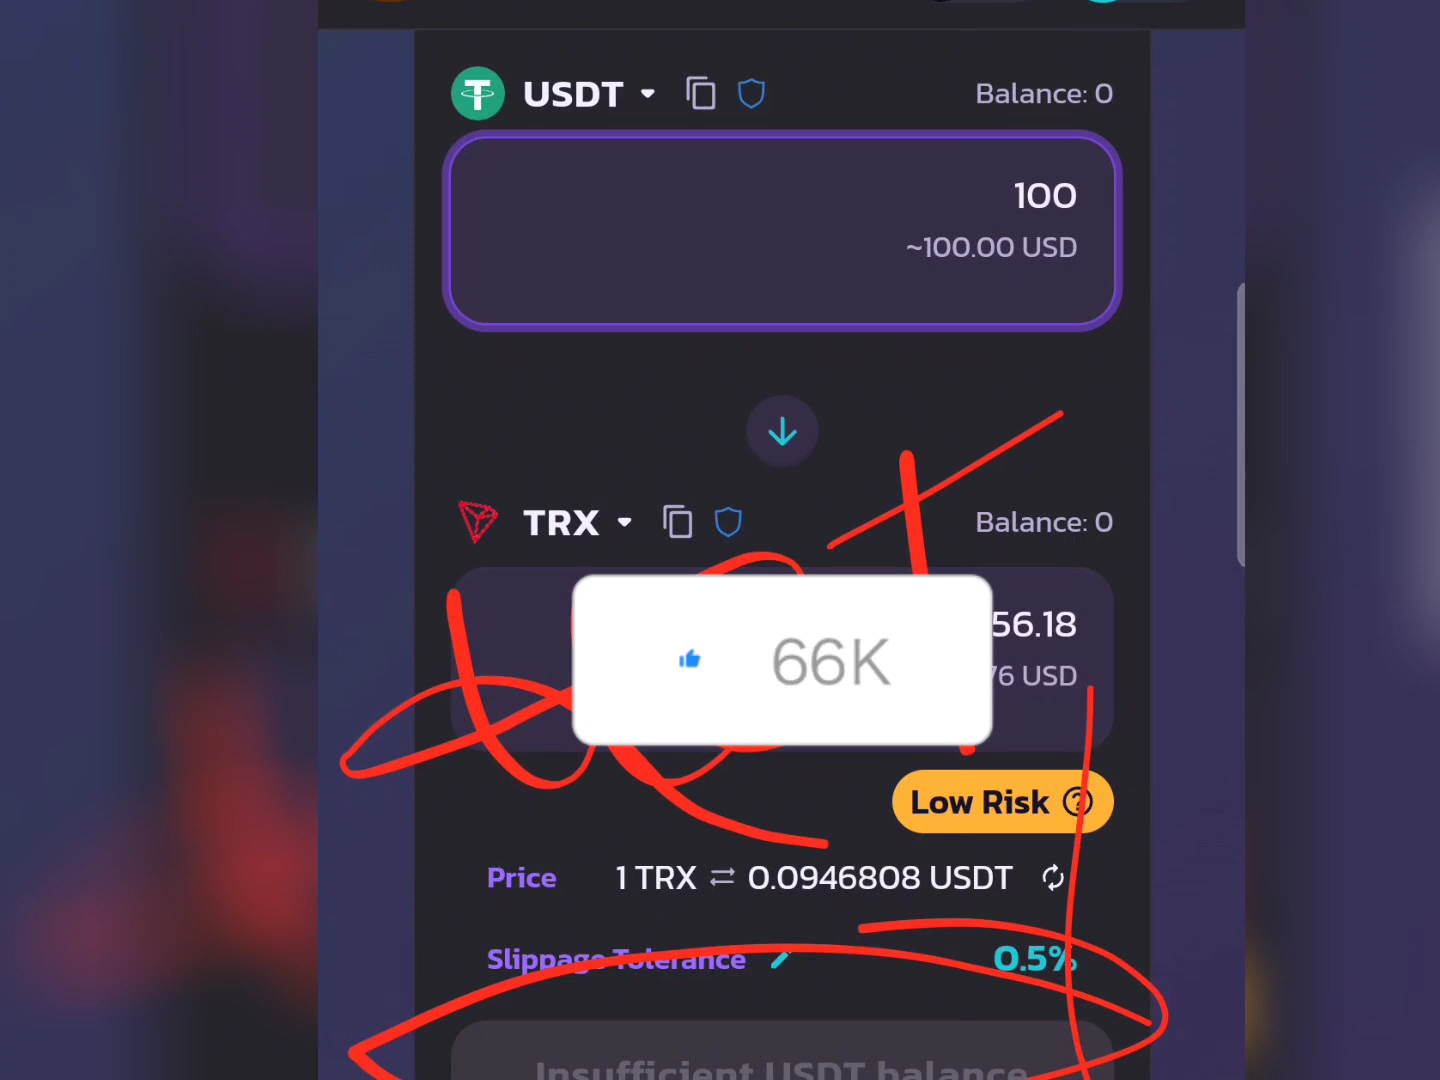 USDT
Balance: 0
100
~100.00 USD
TRX
Balance: 0
56.18
66K
76 USD
Low Risk
Price 1 TRX ⇄ 0.0946808 USDT
Slippage Tolerance 0.5%
Insufficient USDT balance